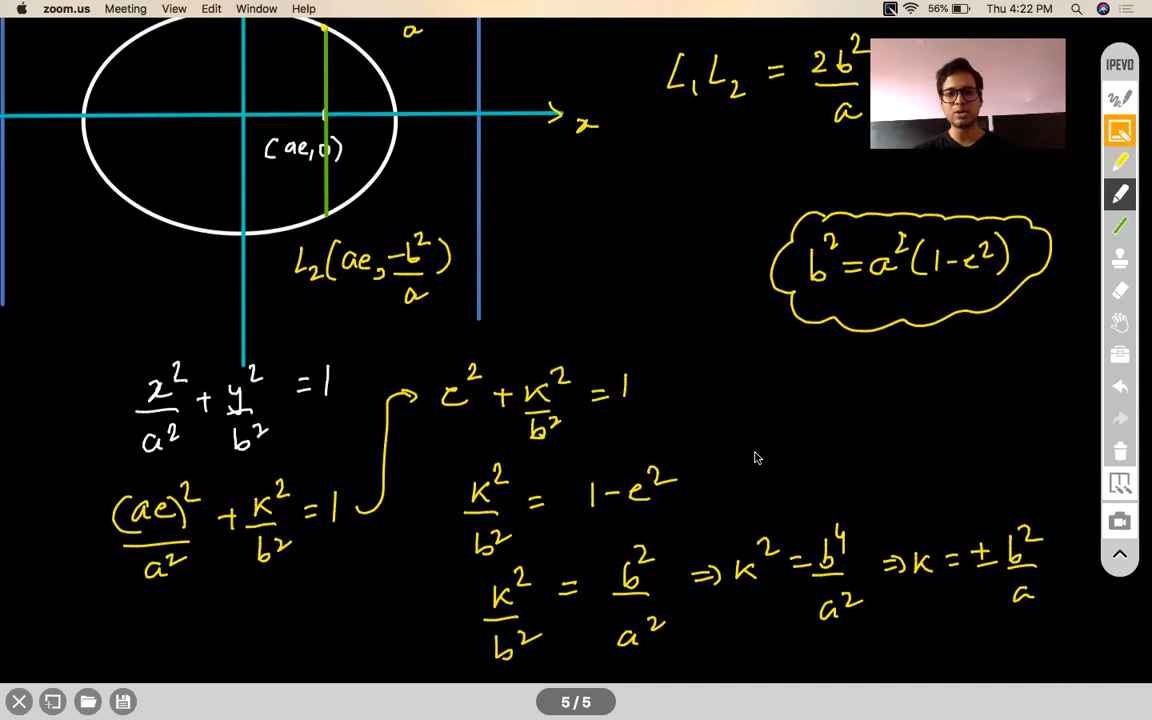 zoom.us Meeting View Edit Window Help 56% Thu 4:22 PM
a
L₁L₂ = 2b²/a
IPEVO
x
(ae,0)
L₂(ae, -b²/a)
b² = a²(1-e²)
x²/a² + y²/b² = 1
e² + k²/b² = 1
(ae)²/a² + k²/b² = 1
k²/b² = 1-e²
k²/b² = b²/a² ⇒ k² = b⁴/a² ⇒ k = ± b²/a
5/5